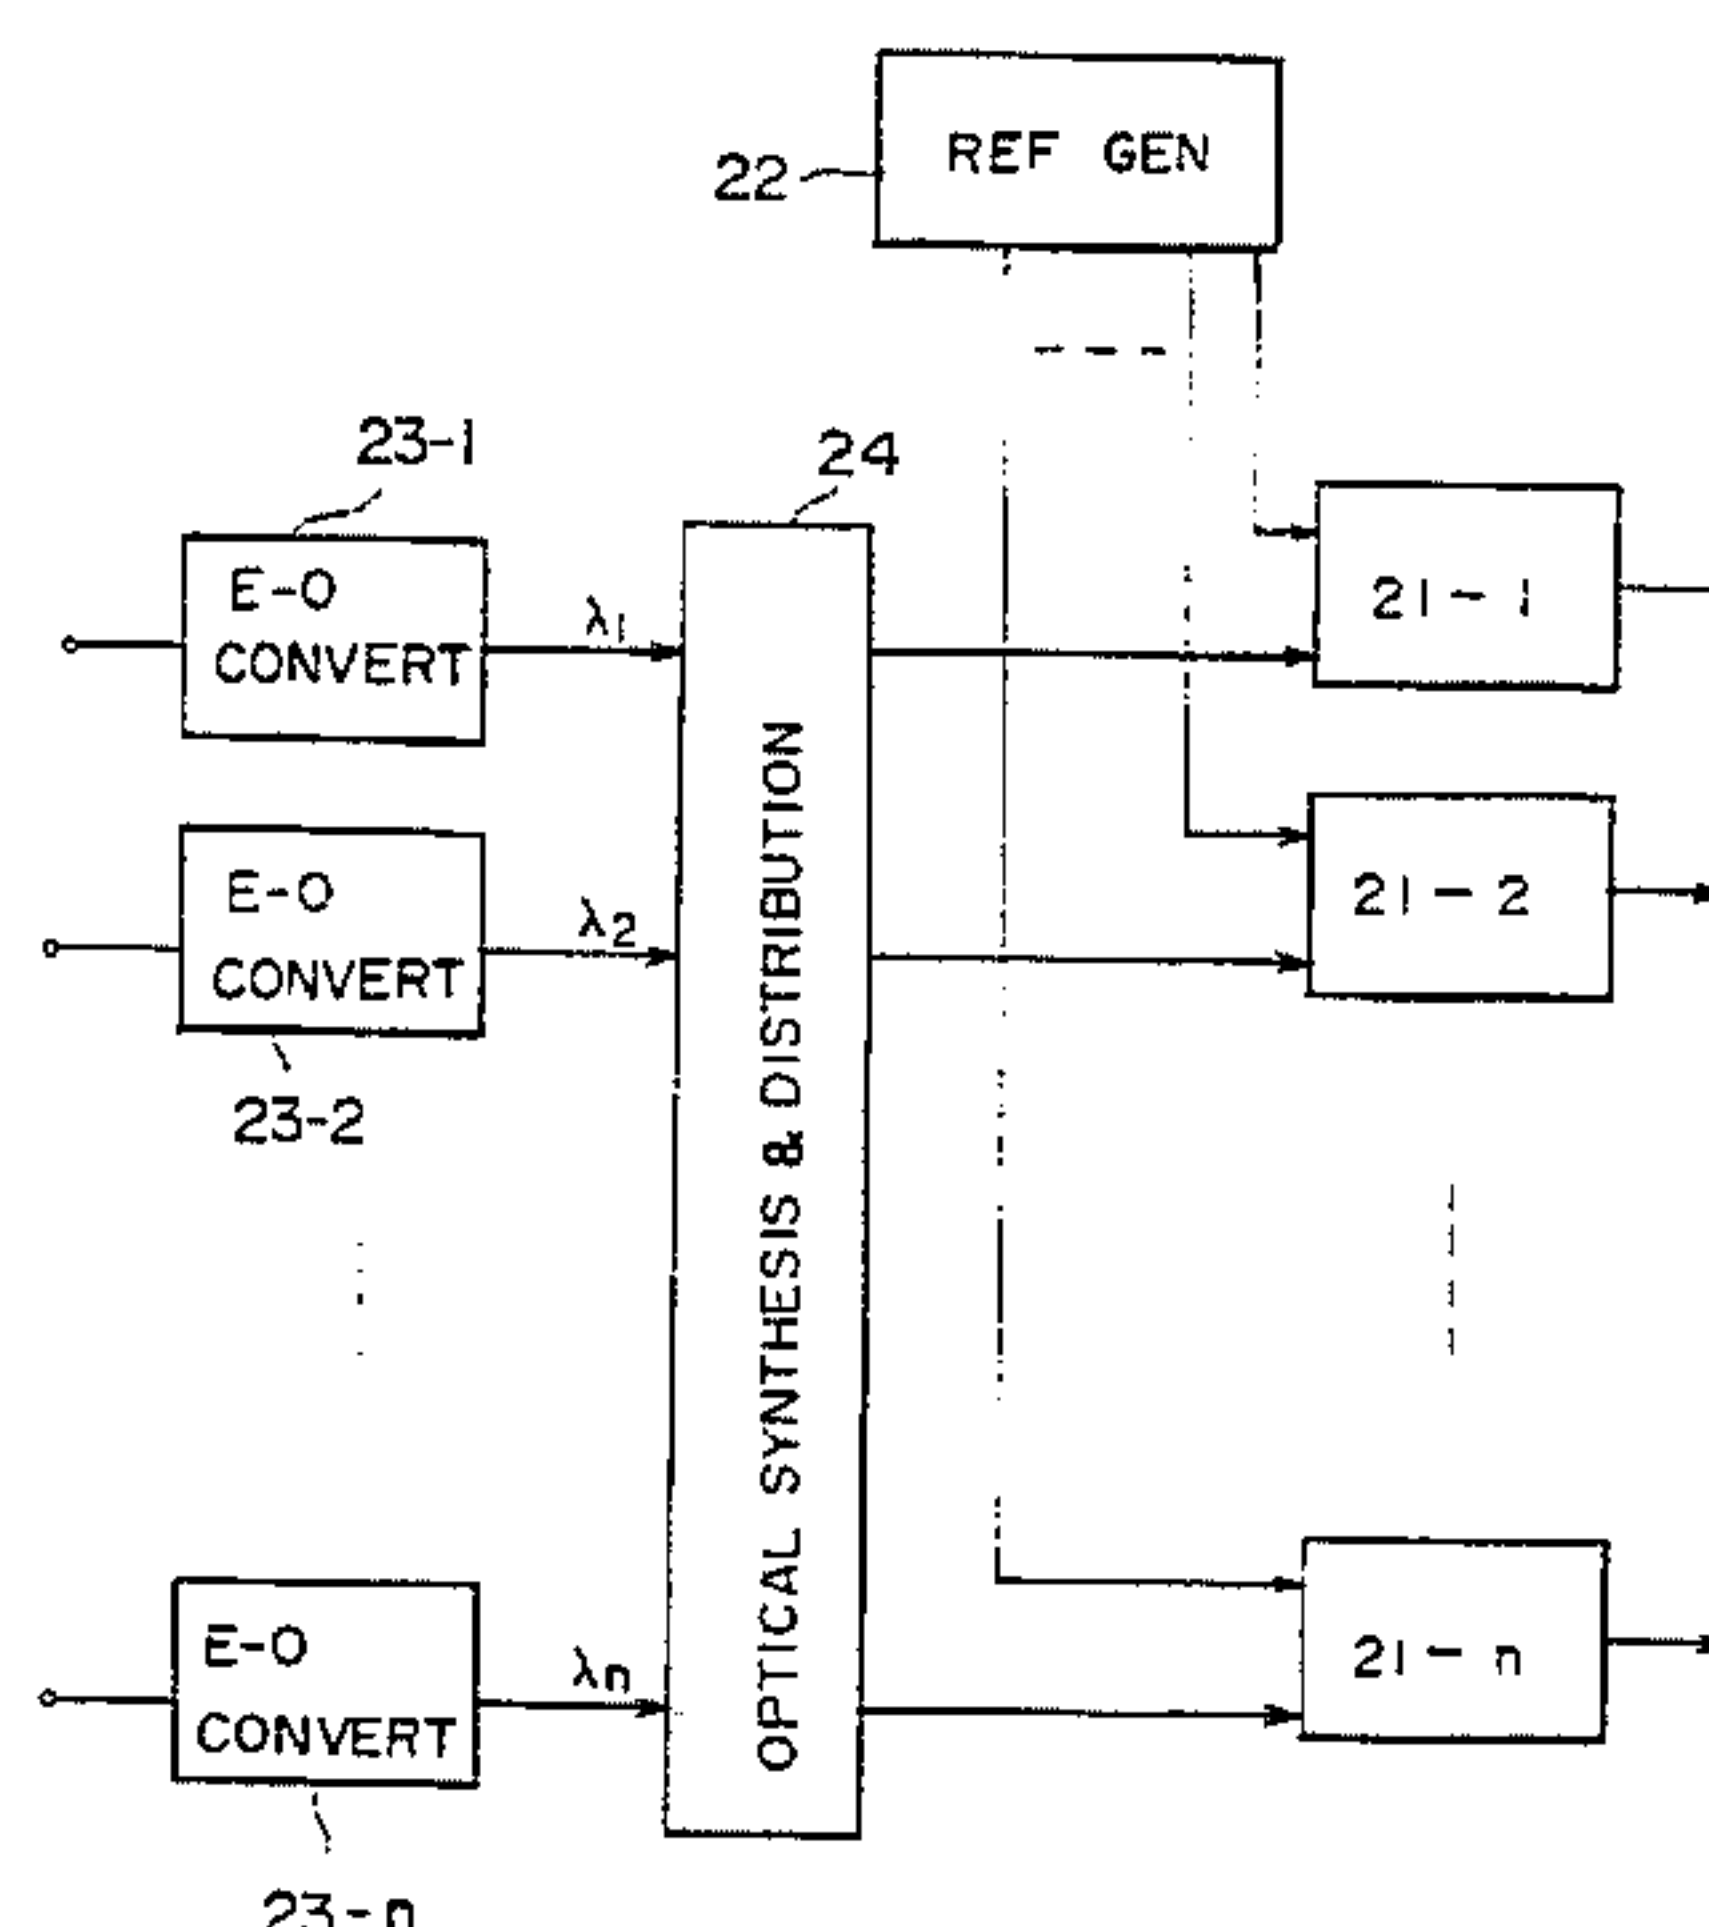 REF GEN
22
23-1
24
E-O
CONVERT
λ1
21-1
E-O
CONVERT
λ2
21-2
23-2
OPTICAL SYNTHESIS & DISTRIBUTION
E-O
CONVERT
λn
21-n
23-n